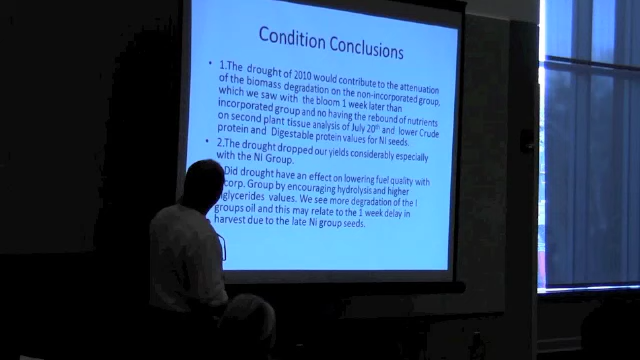 Condition Conclusions
• 1.The drought of 2010 would contribute to the attenuation
of the biomass degradation on the non-incorporated group,
which we saw with the bloom 1 week later than
incorporated group and no having the rebound of nutrients
on second plant tissue analysis of July 20th and lower Crude
protein and Digestable protein values for NI seeds.
• 2.The drought dropped our yields considerably especially
with the NI Group.
Did drought have an effect on lowering fuel quality with
corp. Group by encouraging hydrolysis and higher
glycerides values. We see more degradation of the I
groups oil and this may relate to the 1 week delay in
harvest due to the late NI group seeds.